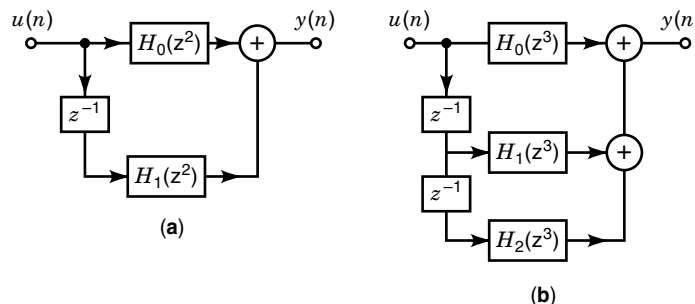 u(n) H₀(z²) + y(n)
z⁻¹
H₁(z²)
(a)
u(n) H₀(z³) + y(n
z⁻¹
H₁(z³) +
z⁻¹
H₂(z³)
(b)